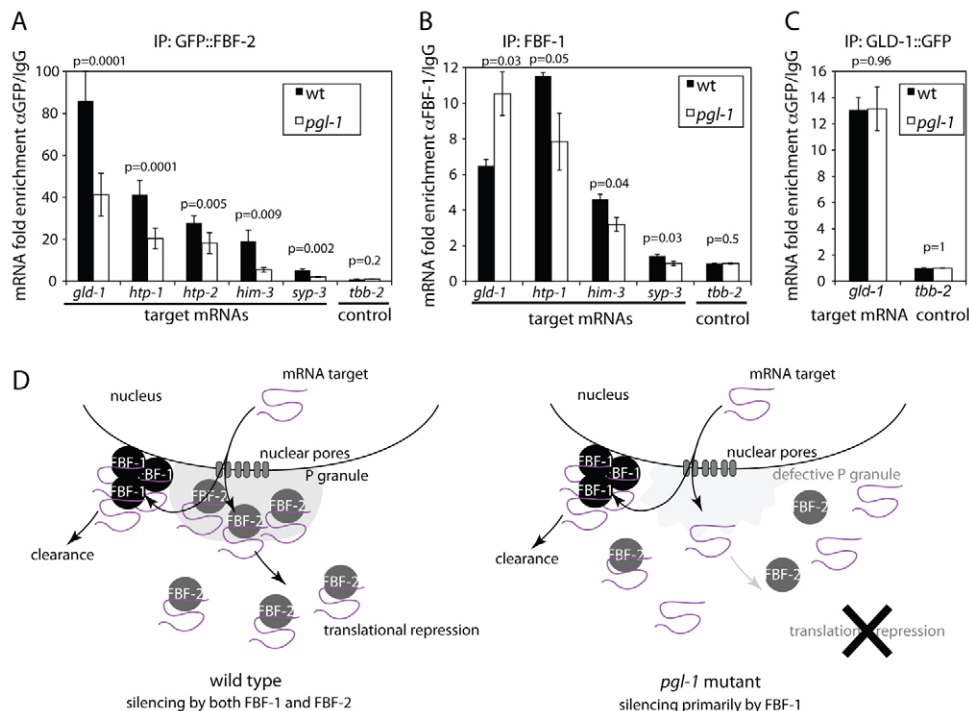 A
IP: GFP::FBF-2
mRNA fold enrichment αGFP/IgG
100
80
60
40
20
0
p=0.0001
p=0.0001
p=0.005
p=0.009
p=0.002
p=0.2
wt
pgl-1
gld-1 htp-1 htp-2 him-3 syp-3 tbb-2
target mRNAs control
B
IP: FBF-1
mRNA fold enrichment αFBF-1/IgG
12
10
8
6
4
2
0
p=0.03
p=0.05
p=0.04
p=0.03
p=0.5
wt
pgl-1
gld-1 htp-1 him-3 syp-3 tbb-2
target mRNAs control
C
IP: GLD-1::GFP
mRNA fold enrichment αGFP/IgG
16
14
12
10
8
6
4
2
0
p=0.96
p=1
wt
pgl-1
gld-1 tbb-2
target mRNA control
D
mRNA target
nucleus
nuclear pores
P granule
FBF-1
FBF-1
FBF-1
FBF-2
FBF-2
FBF-2
clearance
FBF-2
FBF-2
FBF-2
translational repression
wild type
silencing by both FBF-1 and FBF-2
mRNA target
nucleus
nuclear pores
defective P granule
FBF-1
FBF-1
FBF-1
FBF-2
clearance
FBF-2
FBF-2
translation repression
pgl-1 mutant
silencing primarily by FBF-1